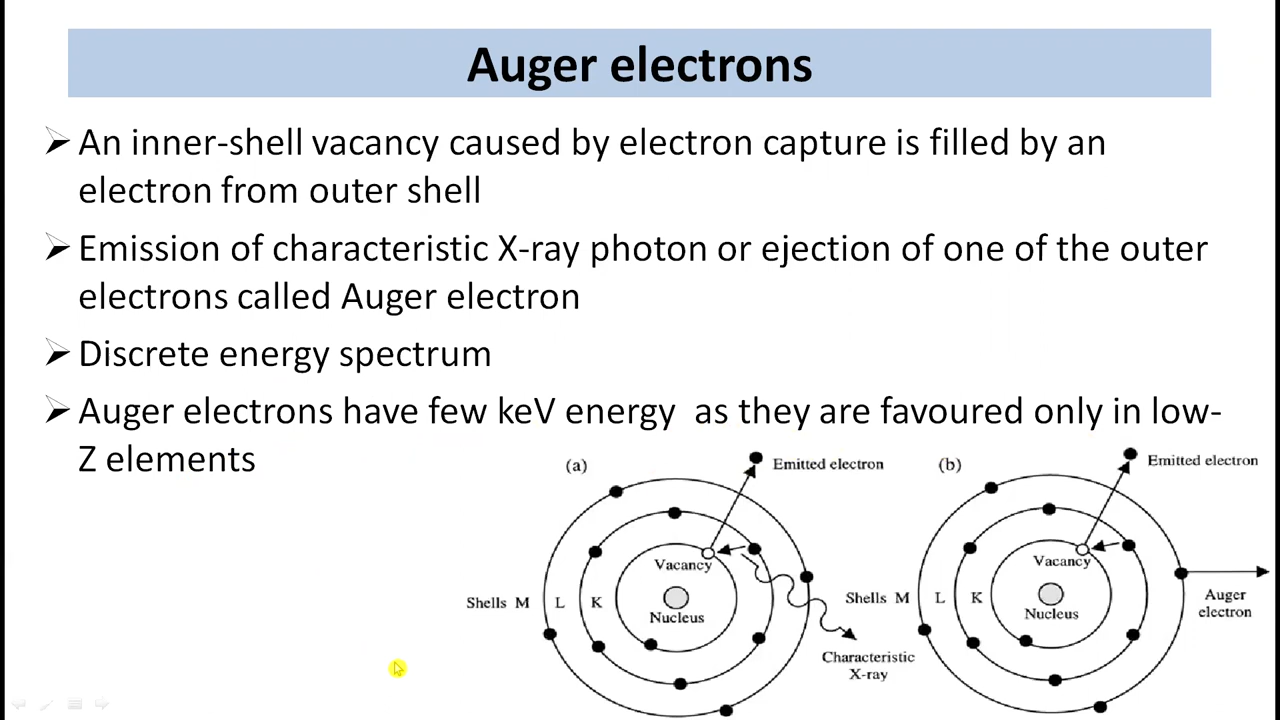 Auger electrons
➢ An inner-shell vacancy caused by electron capture is filled by an
electron from outer shell
➢ Emission of characteristic X-ray photon or ejection of one of the outer
electrons called Auger electron
➢ Discrete energy spectrum
➢ Auger electrons have few keV energy  as they are favoured only in low-
Z elements
(a)
Emitted electron
Vacancy
Shells M L K
Nucleus
Characteristic
X-ray
(b)
Emitted electron
Vacancy
Shells M L K
Nucleus
Auger
electron